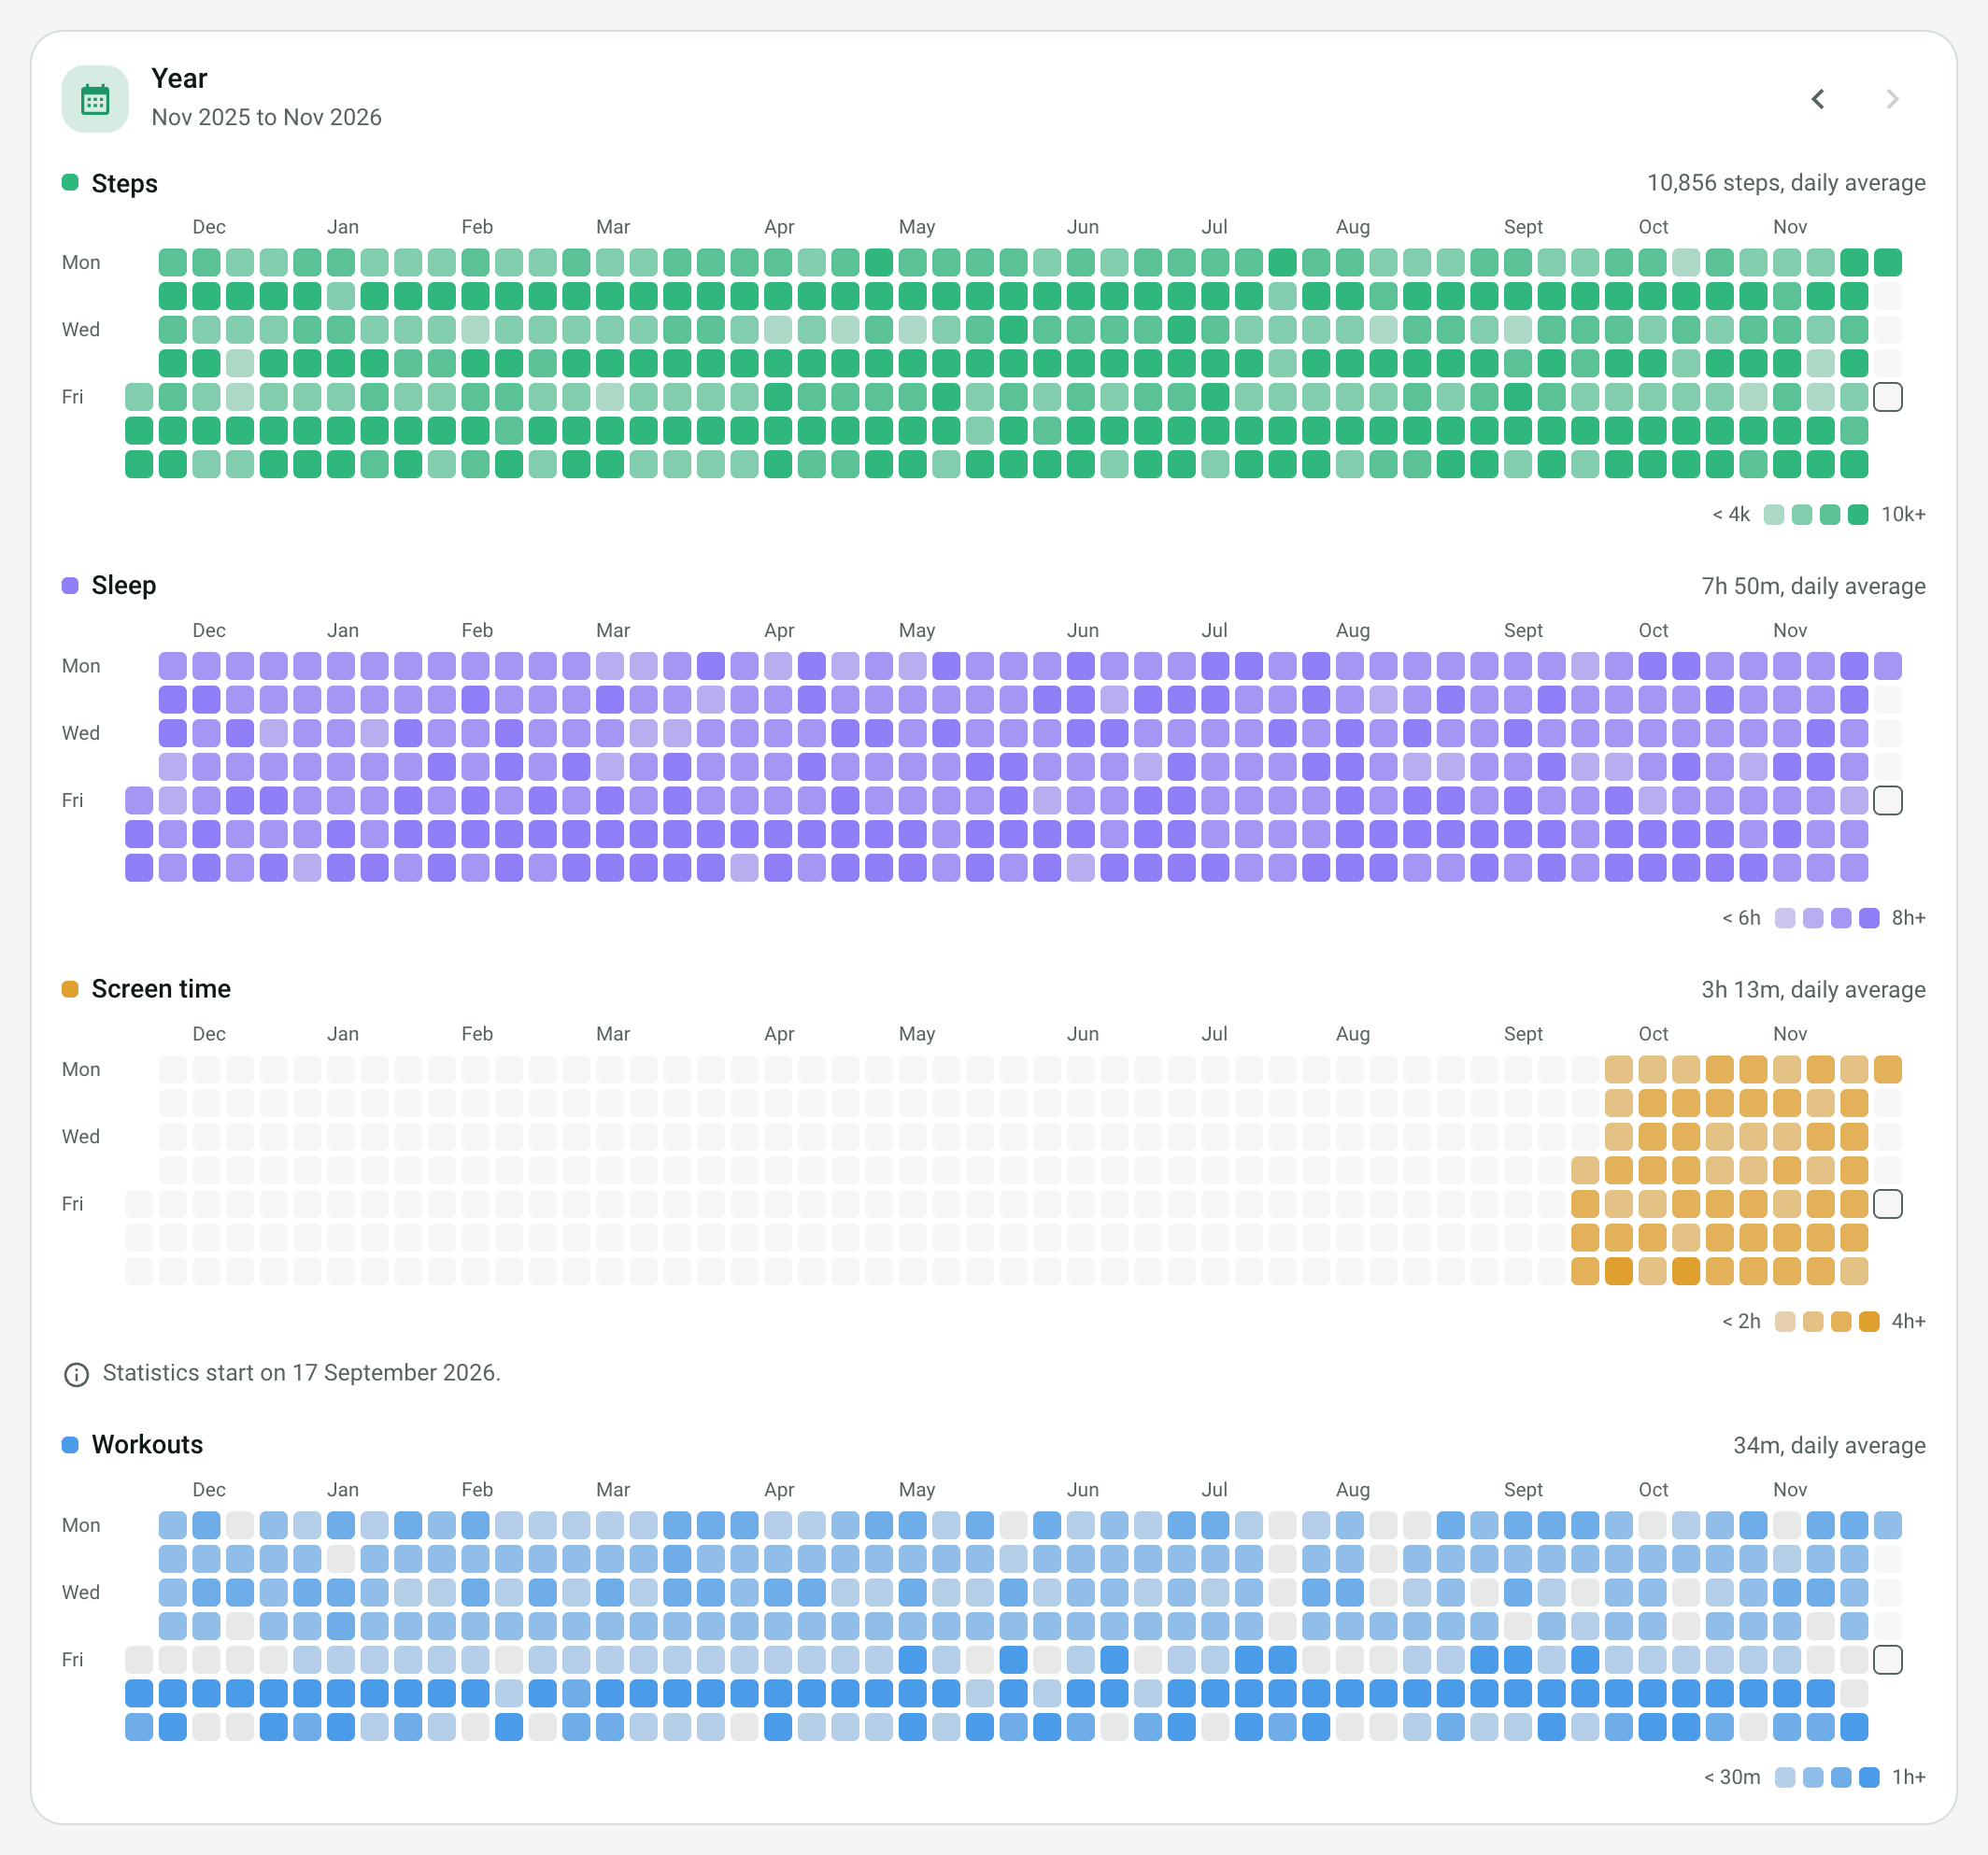 Year
Nov 2025 to Nov 2026
Steps
10,856 steps, daily average
Dec Jan Feb Mar Apr May Jun Jul Aug Sept Oct Nov
Mon
Wed
Fri
< 4k 10k+
Sleep
7h 50m, daily average
Dec Jan Feb Mar Apr May Jun Jul Aug Sept Oct Nov
Mon
Wed
Fri
< 6h 8h+
Screen time
3h 13m, daily average
Dec Jan Feb Mar Apr May Jun Jul Aug Sept Oct Nov
Mon
Wed
Fri
< 2h 4h+
Statistics start on 17 September 2026.
Workouts
34m, daily average
Dec Jan Feb Mar Apr May Jun Jul Aug Sept Oct Nov
Mon
Wed
Fri
< 30m 1h+